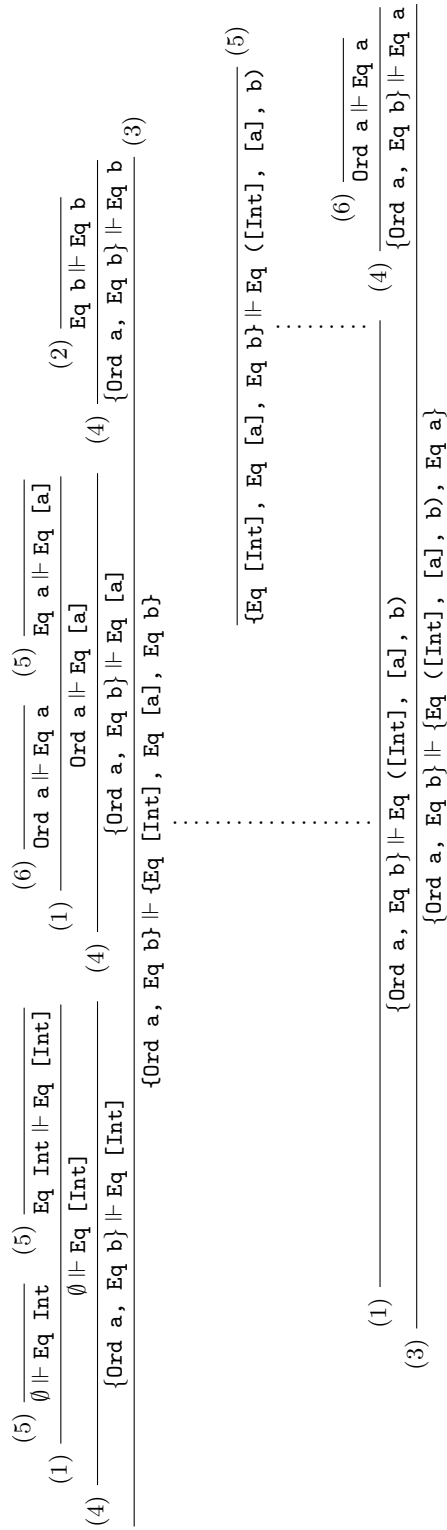 (5) ∅ ⊩ Eq Int (5) Eq Int ⊩ Eq [Int] (6) Ord a ⊩ Eq a (5) Eq a ⊩ Eq [a]
(1) ∅ ⊩ Eq [Int] (1) Ord a ⊩ Eq [a] (2) Eq b ⊩ Eq b
(4) {Ord a, Eq b} ⊩ Eq [Int] (4) {Ord a, Eq b} ⊩ Eq [a] (4) {Ord a, Eq b} ⊩ Eq b
{Ord a, Eq b} ⊩ {Eq [Int], Eq [a], Eq b} (3)
{Eq [Int], Eq [a], Eq b} ⊩ Eq ([Int], [a], b) (5)
(6) Ord a ⊩ Eq a
(1) {Ord a, Eq b} ⊩ Eq ([Int], [a], b) (4) {Ord a, Eq b} ⊩ Eq a
(3) {Ord a, Eq b} ⊩ {Eq ([Int], [a], b), Eq a}